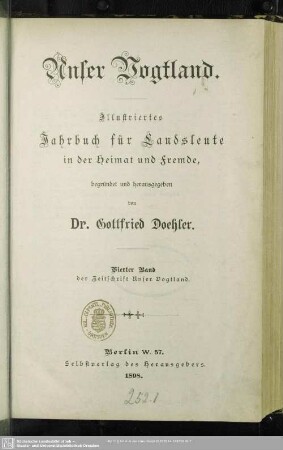 Unser Vogtland.
Illustriertes
Jahrbuch für Landsleute
in der Heimat und Fremde,
begründet und herausgegeben
von
Dr. Gottfried Doehler.
Vierter Band
der Zeitschrift Unser Vogtland.
Berlin W. 57.
Selbstverlag des Herausgebers
1898.
252.1